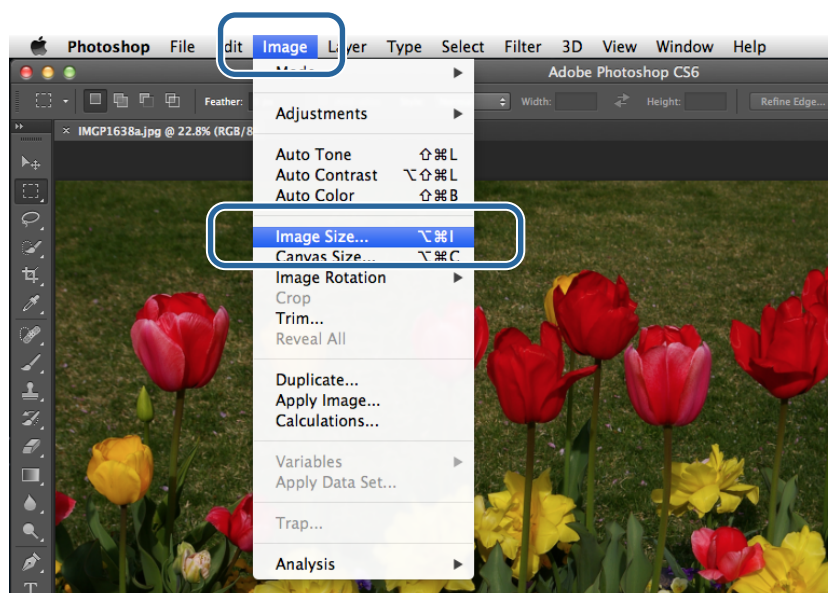 Photoshop File Edit Image Layer Type Select Filter 3D View Window Help
Adobe Photoshop CS6
Feather: Width: Height: Refine Edge...
× IMGP1638a.jpg @ 22.8% (RGB/8
Mode ▶
Adjustments ▶
Auto Tone ⇧⌘L
Auto Contrast ⌥⇧⌘L
Auto Color ⇧⌘B
Image Size... ⌥⌘I
Canvas Size... ⌥⌘C
Image Rotation ▶
Crop
Trim...
Reveal All
Duplicate...
Apply Image...
Calculations...
Variables ▶
Apply Data Set...
Trap...
Analysis ▶